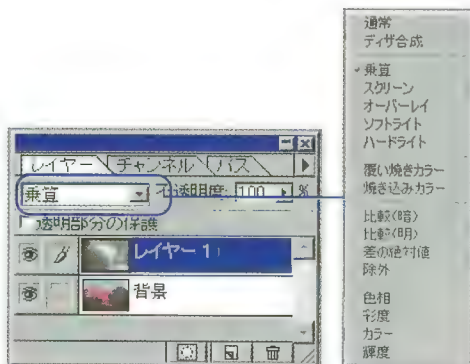 レイヤー チャンネル パス
乗算 不透明度: 100 %
透明部分の保護
レイヤー 1
背景
通常
ディザ合成
乗算
スクリーン
オーバーレイ
ソフトライト
ハードライト
覆い焼きカラー
焼き込みカラー
比較(暗)
比較(明)
差の絶対値
除外
色相
彩度
カラー
輝度